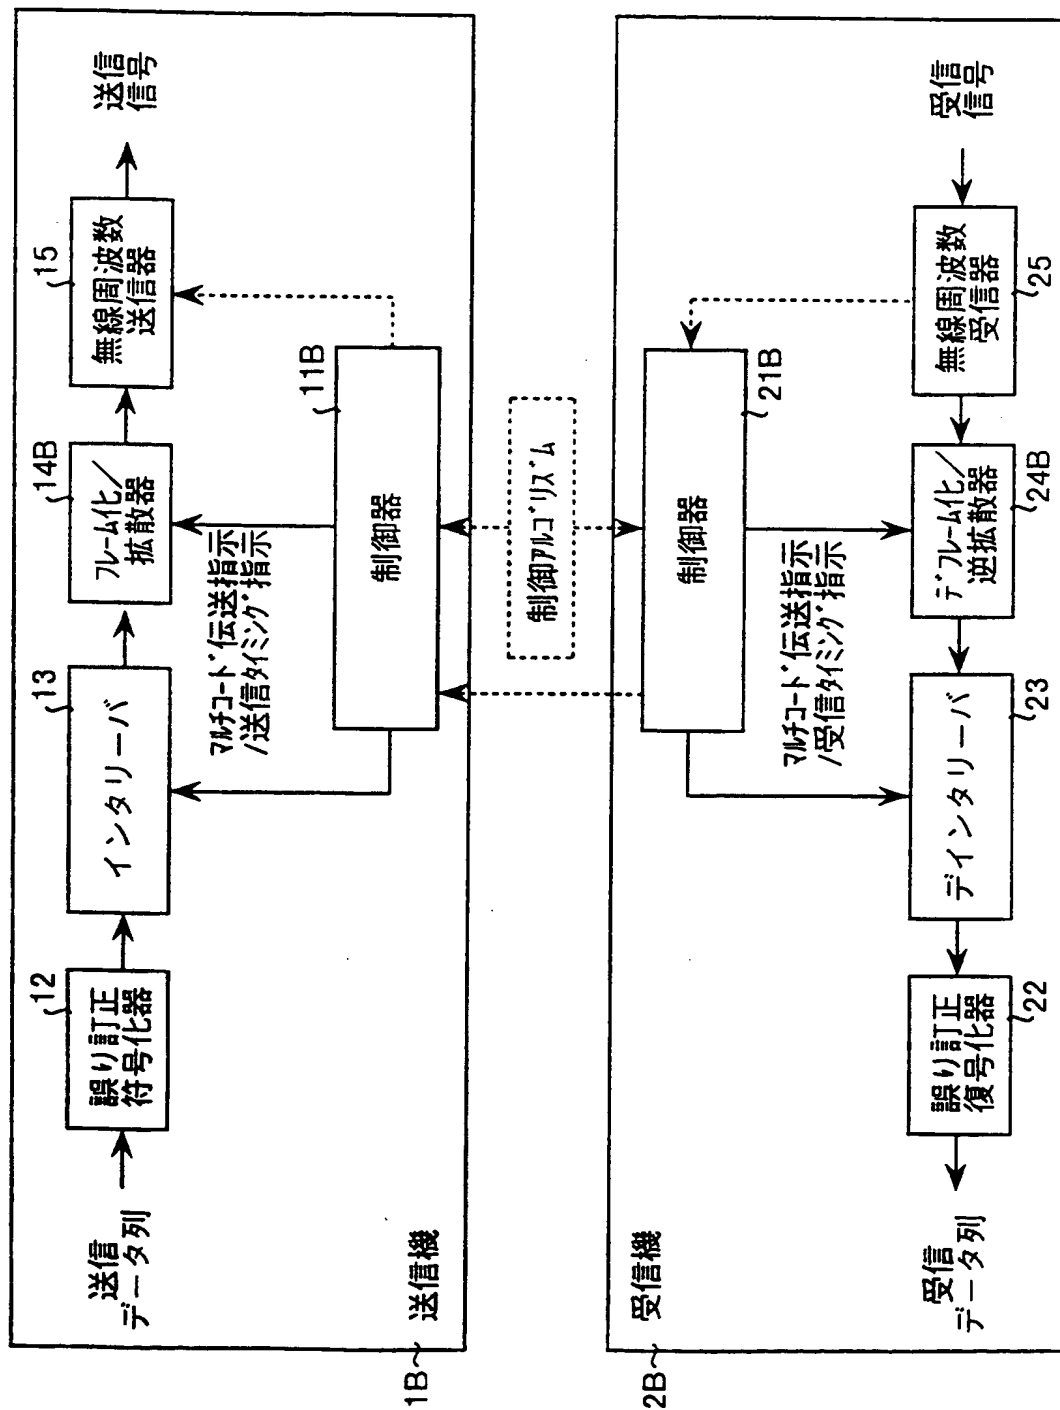 送信
データ列
12
誤り訂正
符号化器
13
インタリーバ
14B
フレーム化/
拡散器
15
無線周波数
送信器
送信
信号
マルチコード伝送指示
/送信タイミング指示
11B
制御器
1B
送信機
制御アルゴリズム
2B
受信機
制御器
21B
マルチコード伝送指示
/受信タイミング指示
受信
データ列
誤り訂正
復号化器
22
デインタリーバ
23
デフレーム化/
逆拡散器
24B
無線周波数
受信器
25
受信
信号